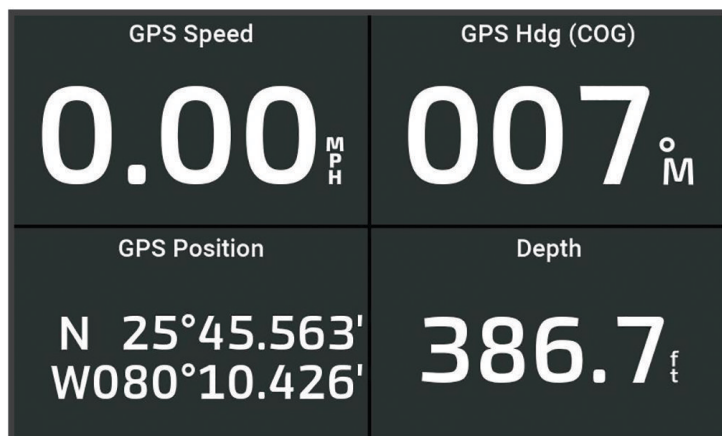 GPS Speed
0.00 MPH
GPS Hdg (COG)
007 °M
GPS Position
N 25°45.563'
W080°10.426'
Depth
386.7 ft